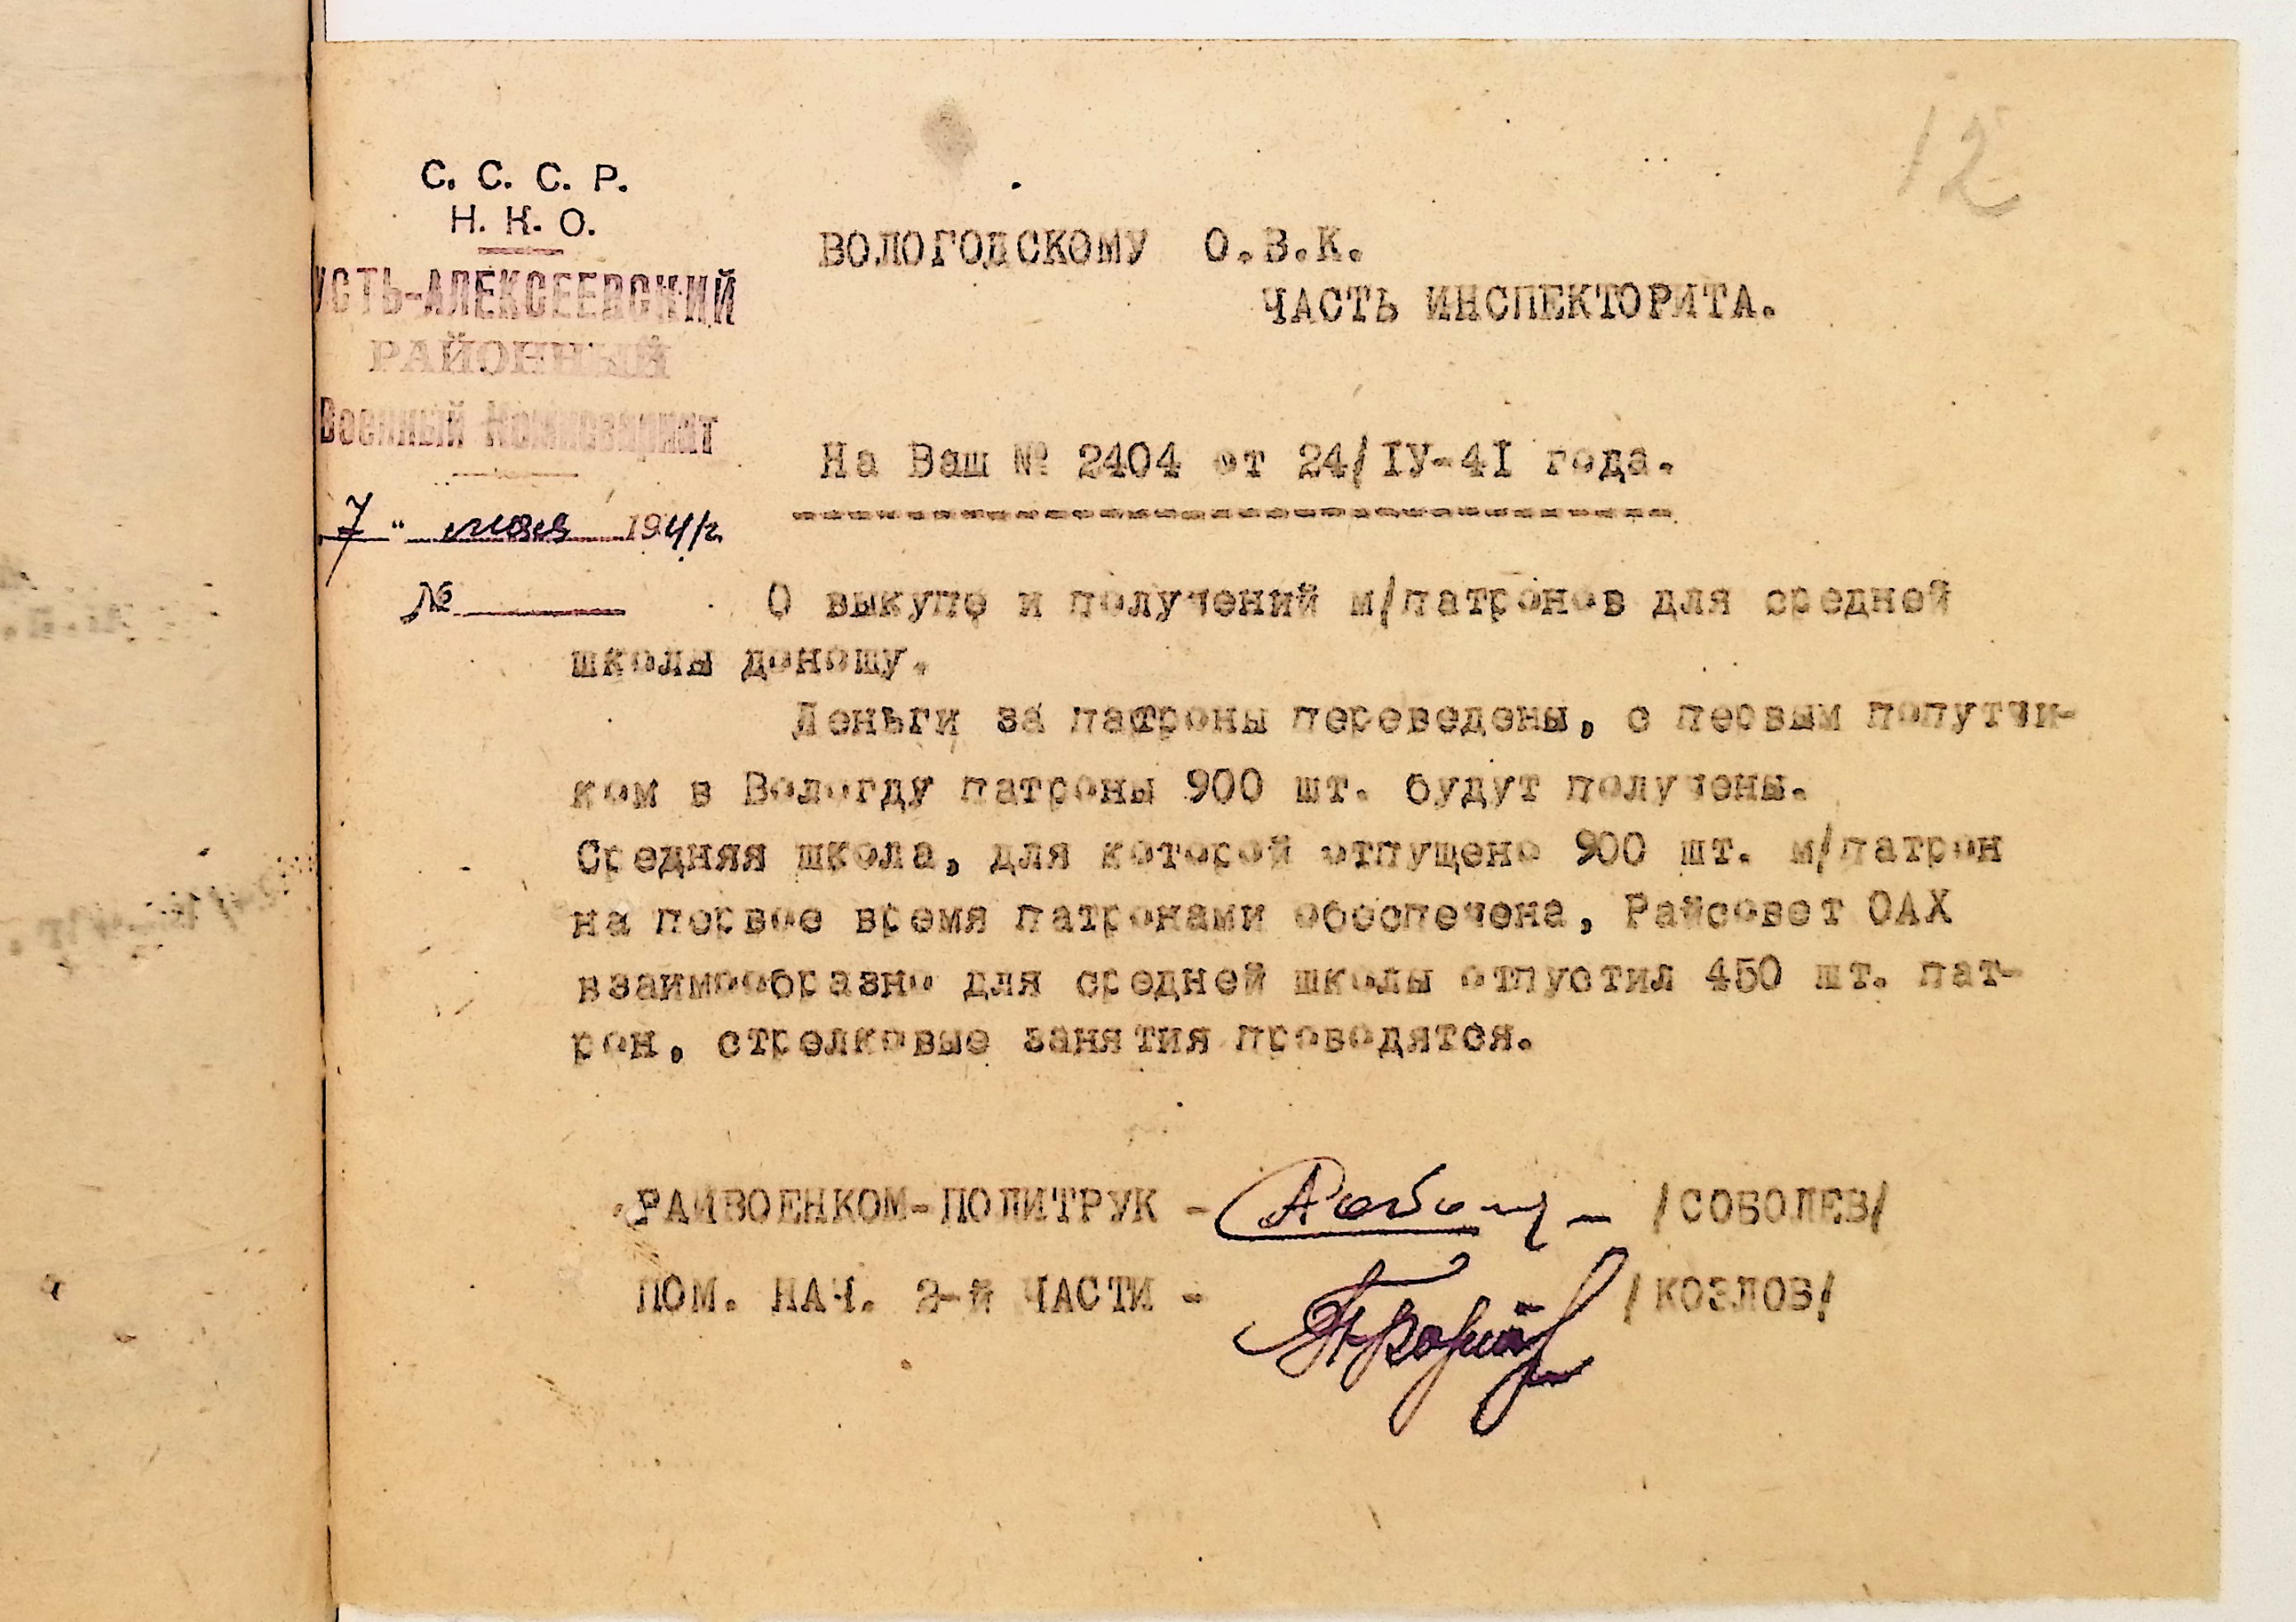 12
С. С. С. Р.
Н. К. О.
УСТЬ-АЛЕКСЕЕВСКИЙ
РАЙОННЫЙ
Военный Комиссариат
7 " мая 1941г.
№
ВОЛОГОДСКОМУ О.В.К.
ЧАСТЬ ИНСПЕКТОРИТА.
На Ваш № 2404 от 24/IУ-4I года.
О выкупе и получений м/патронов для средней
школы доношу.
Деньги за патроны переведены, с первым попутчи-
ком в Вологду патроны 900 шт. будут получены.
Средняя школа, для которой отпущено 900 шт. м/патрон
на первое время патронами обеспечена, Райсовет ОАХ
взаимообразно для средней школы отпустил 450 шт. пат-
рон, стрелковые занятия проводятся.
РАЙВОЕНКОМ-ПОЛИТРУК - /СОБОЛЕВ/
ПОМ. НАЧ. 2-й ЧАСТИ - /КОЗЛОВ/